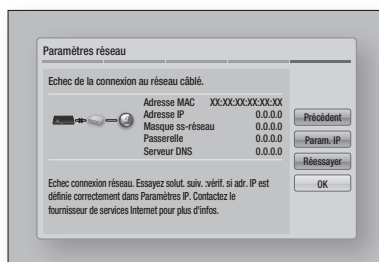 Paramètres réseau
Echec de la connexion au réseau câblé.
Adresse MAC XX:XX:XX:XX:XX:XX
Adresse IP 0.0.0.0
Masque ss-réseau 0.0.0.0
Passerelle 0.0.0.0
Serveur DNS 0.0.0.0
Précédent
Param. IP
Réessayer
OK
Echec connexion réseau. Essayez solut. suiv. :vérif. si adr. IP est
définie correctement dans Paramètres IP. Contactez le
fournisseur de services Internet pour plus d'infos.